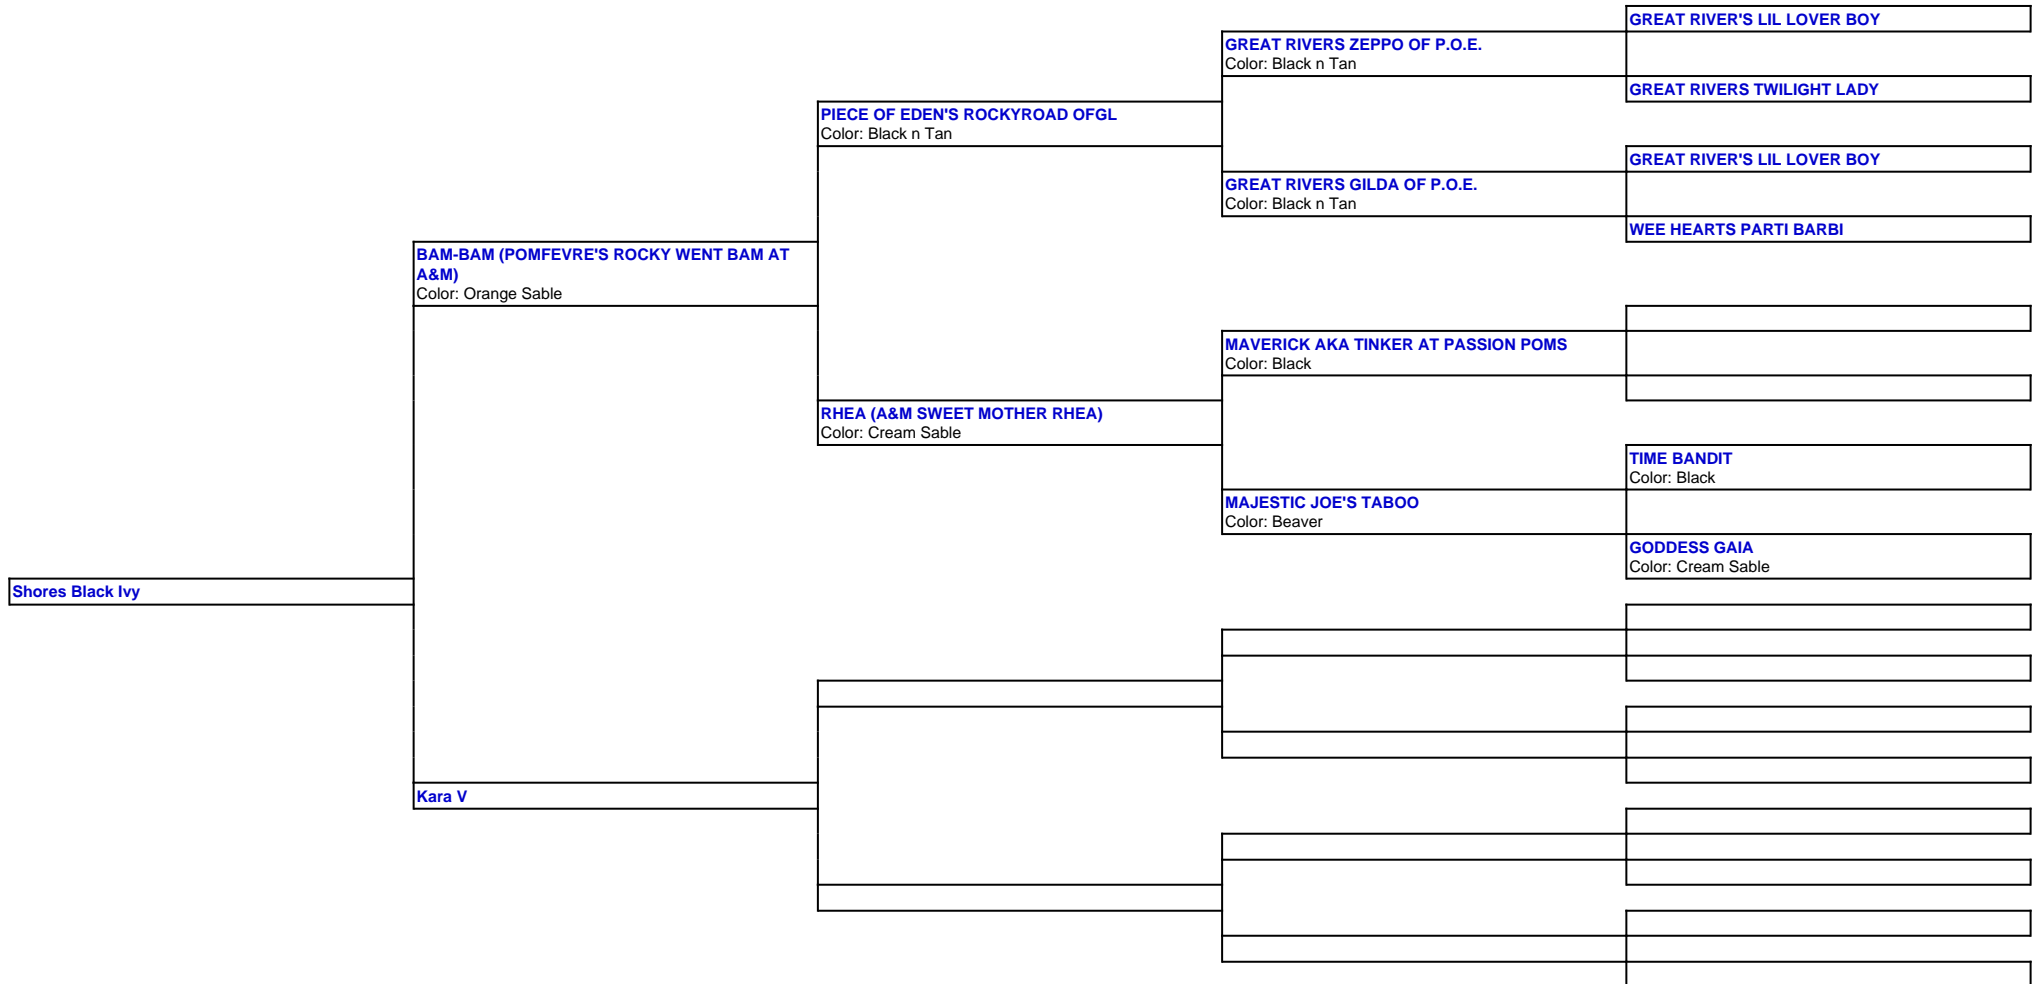 GREAT RIVER'S LIL LOVER BOY
GREAT RIVERS ZEPPO OF P.O.E.
Color: Black n Tan
GREAT RIVERS TWILIGHT LADY
PIECE OF EDEN'S ROCKYROAD OFGL
Color: Black n Tan
GREAT RIVER'S LIL LOVER BOY
GREAT RIVERS GILDA OF P.O.E.
Color: Black n Tan
WEE HEARTS PARTI BARBI
BAM-BAM (POMFEVRE'S ROCKY WENT BAM AT
A&M)
Color: Orange Sable
MAVERICK AKA TINKER AT PASSION POMS
Color: Black
RHEA (A&M SWEET MOTHER RHEA)
Color: Cream Sable
TIME BANDIT
Color: Black
MAJESTIC JOE'S TABOO
Color: Beaver
GODDESS GAIA
Color: Cream Sable
Shores Black Ivy
Kara V